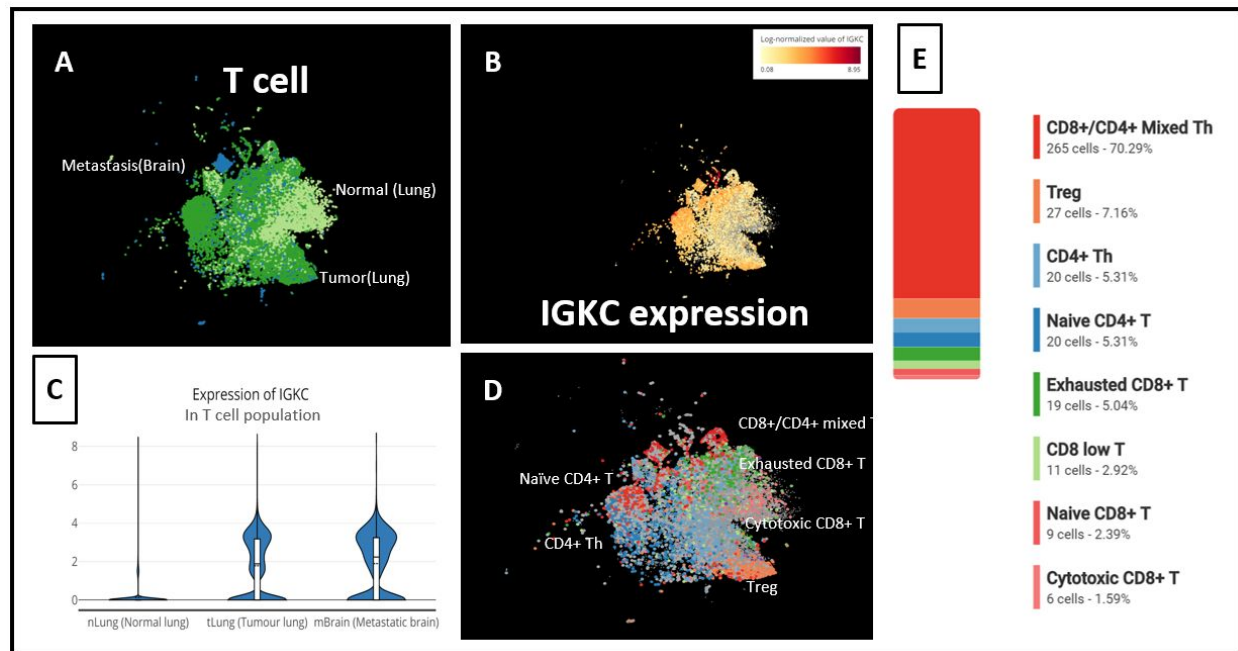 A
T cell
Metastasis(Brain)
Normal (Lung)
Tumor(Lung)
B
Log-normalized value of IGKC
0.08 8.95
IGKC expression
C
Expression of IGKC
In T cell population
8
6
4
2
0
nLung (Normal lung) tLung (Tumour lung) mBrain (Metastatic brain)
D
CD8+/CD4+ mixed T
Exhausted CD8+ T
Naïve CD4+ T
Cytotoxic CD8+ T
CD4+ Th
Treg
E
CD8+/CD4+ Mixed Th
265 cells - 70.29%
Treg
27 cells - 7.16%
CD4+ Th
20 cells - 5.31%
Naive CD4+ T
20 cells - 5.31%
Exhausted CD8+ T
19 cells - 5.04%
CD8 low T
11 cells - 2.92%
Naive CD8+ T
9 cells - 2.39%
Cytotoxic CD8+ T
6 cells - 1.59%